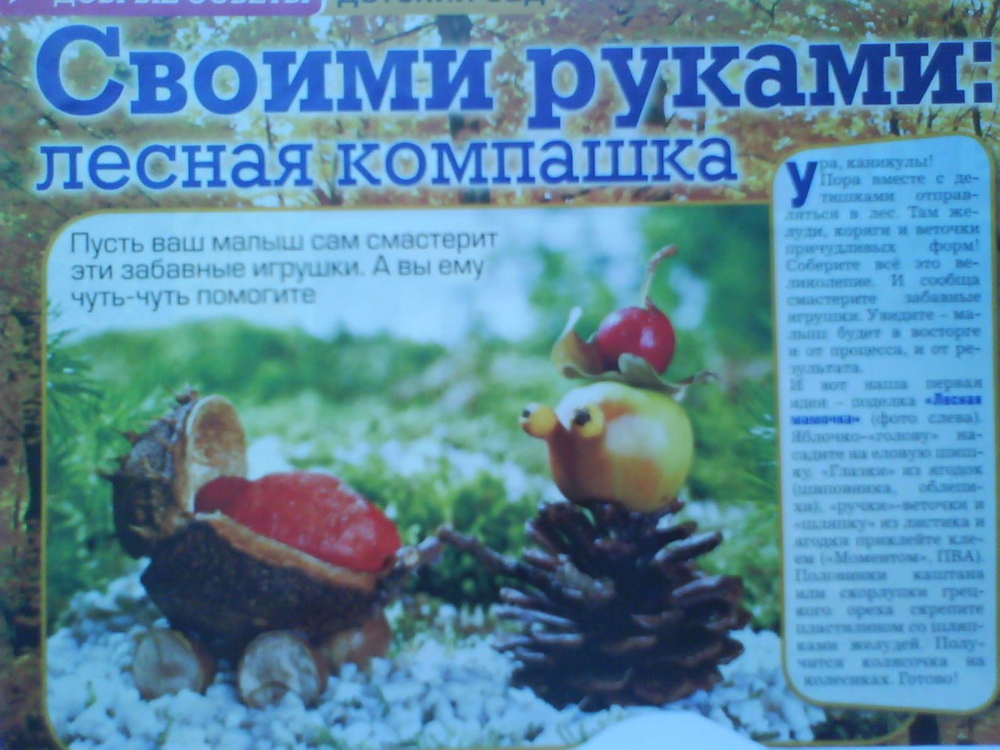 ДОБРЫЕ СОВЕТЫ ДЕТСКИЙ САД
Своими руками:
лесная компашка
Пусть ваш малыш сам смастерит
эти забавные игрушки. А вы ему
чуть-чуть помогите
Ура, каникулы!
Пора вместе с де-
тишками отправ-
ляться в лес. Там же-
луди, коряги и веточки
причудливых форм!
Соберите всё это ве-
ликолепие. И сообща
смастерите забавные
игрушки. Увидите – ма-
лыш будет в восторге
и от процесса, и от ре-
зультата.
И вот наша первая
идея – поделка «Лесная
мамочка» (фото слева).
Яблочко-«голову» на-
садите на еловую шиш-
ку. «Глазки» из ягодок
(шиповника, облепи-
хи), «ручки»-веточки и
«шляпку» из листика и
ягодки приклейте кле-
ем («Моментом», ПВА).
Половинки каштана
или скорлупки грец-
кого ореха скрепите
пластилином со шляп-
ками желудей. Полу-
чится колясочка на
колесиках. Готово!